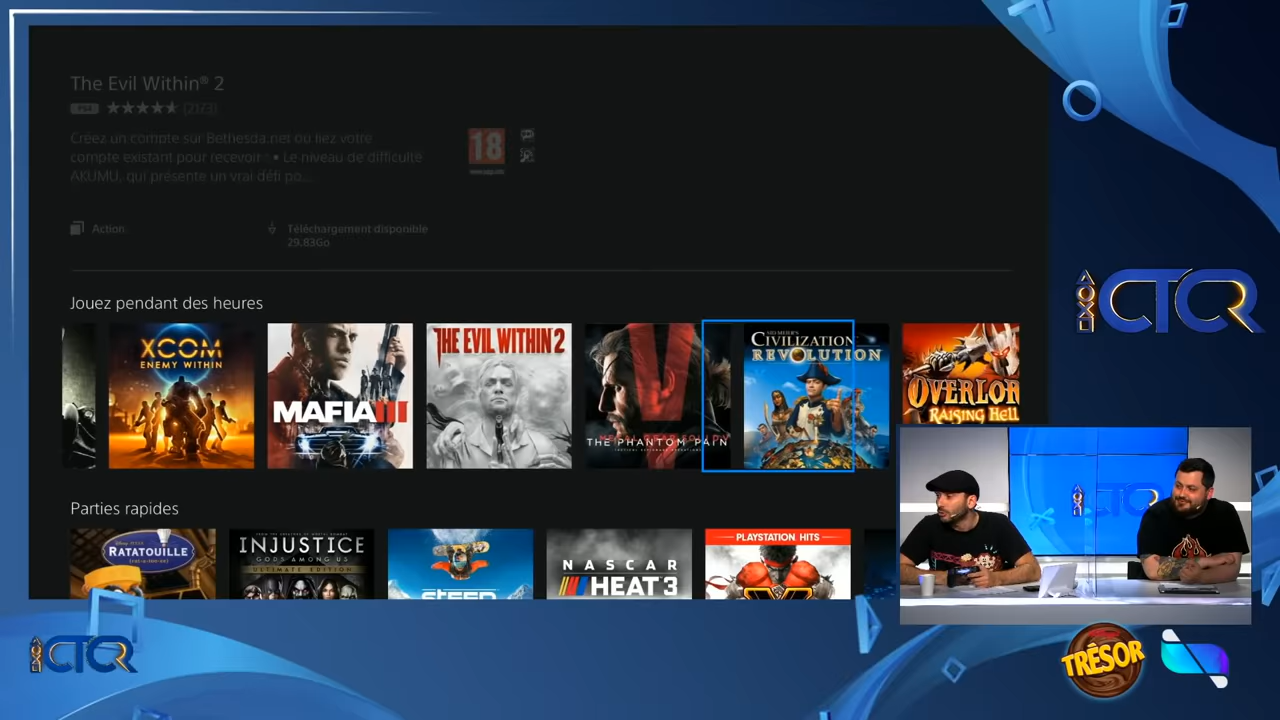 The Evil Within® 2
PS4 (2173)
Créez un compte sur Bethesda.net ou liez votre
compte existant pour recevoir : • Le niveau de difficulté
AKUMU, qui présente un vrai défi po...
18
Action
Téléchargement disponible
29.83Go
Jouez pendant des heures
XCOM
ENEMY WITHIN
MAFIA III
THE EVIL WITHIN 2
V
THE PHANTOM PAIN
SID MEIER'S
CIVILIZATION
REVOLUTION
OVERLOR
RAISING HELL
CTCR
CTCR
Parties rapides
RATATOUILLE
INJUSTICE
GODS AMONG US
ULTIMATE EDITION
STEEP
NASCAR
HEAT 3
PLAYSTATION HITS
V
CTCR
TRÉSOR